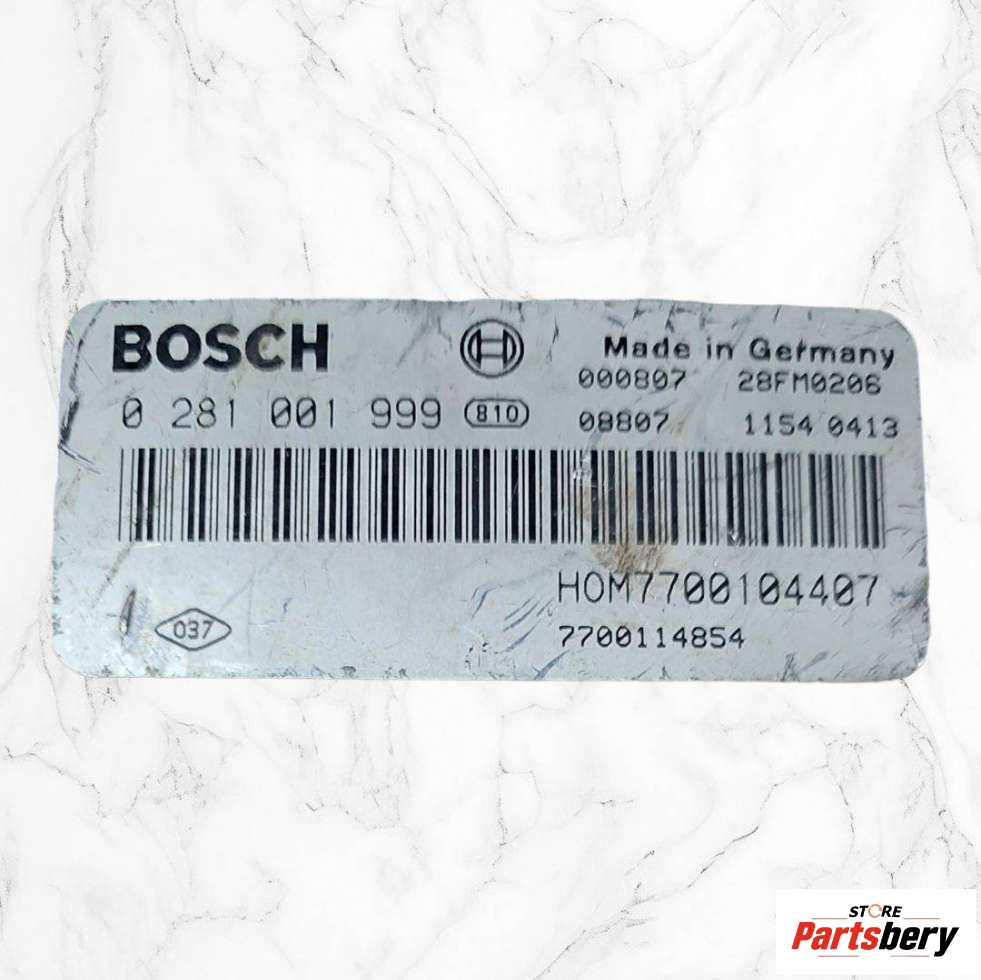 BOSCH
Made in Germany
000807 28FM0206
0 281 001 999 810
08807 1154 0413
HOM7700104407
037
7700114854
STORE
Partsbery